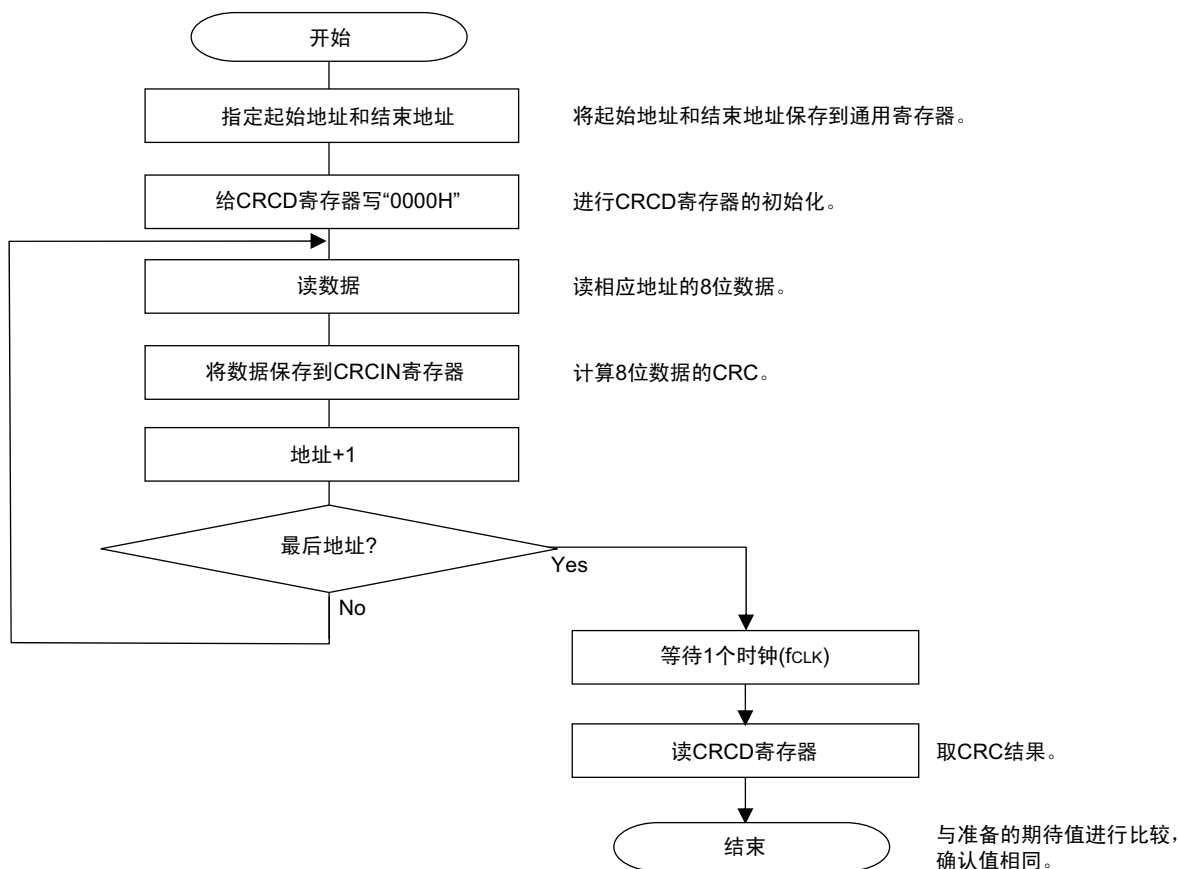 开始
指定起始地址和结束地址
将起始地址和结束地址保存到通用寄存器。
给CRCD寄存器写“0000H”
进行CRCD寄存器的初始化。
读数据
读相应地址的8位数据。
将数据保存到CRCIN寄存器
计算8位数据的CRC。
地址+1
最后地址?
Yes
No
等待1个时钟(fCLK)
读CRCD寄存器
取CRC结果。
结束
与准备的期待值进行比较，
确认值相同。